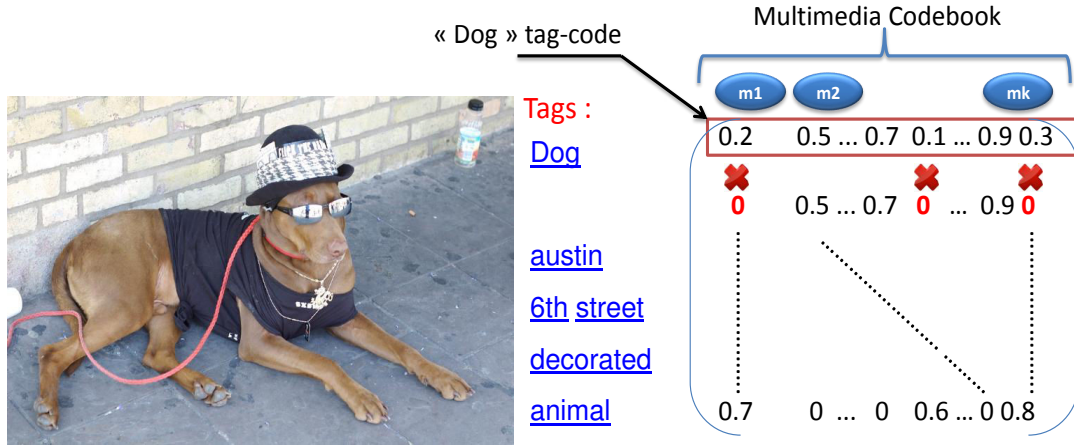 Multimedia Codebook
« Dog » tag-code
m1 m2 mk
Tags :
Dog
0.2 0.5 ... 0.7 0.1 ... 0.9 0.3
0 0.5 ... 0.7 0 ... 0.9 0
austin
6th street
decorated
animal
0.7 0 ... 0 0.6 ... 0 0.8